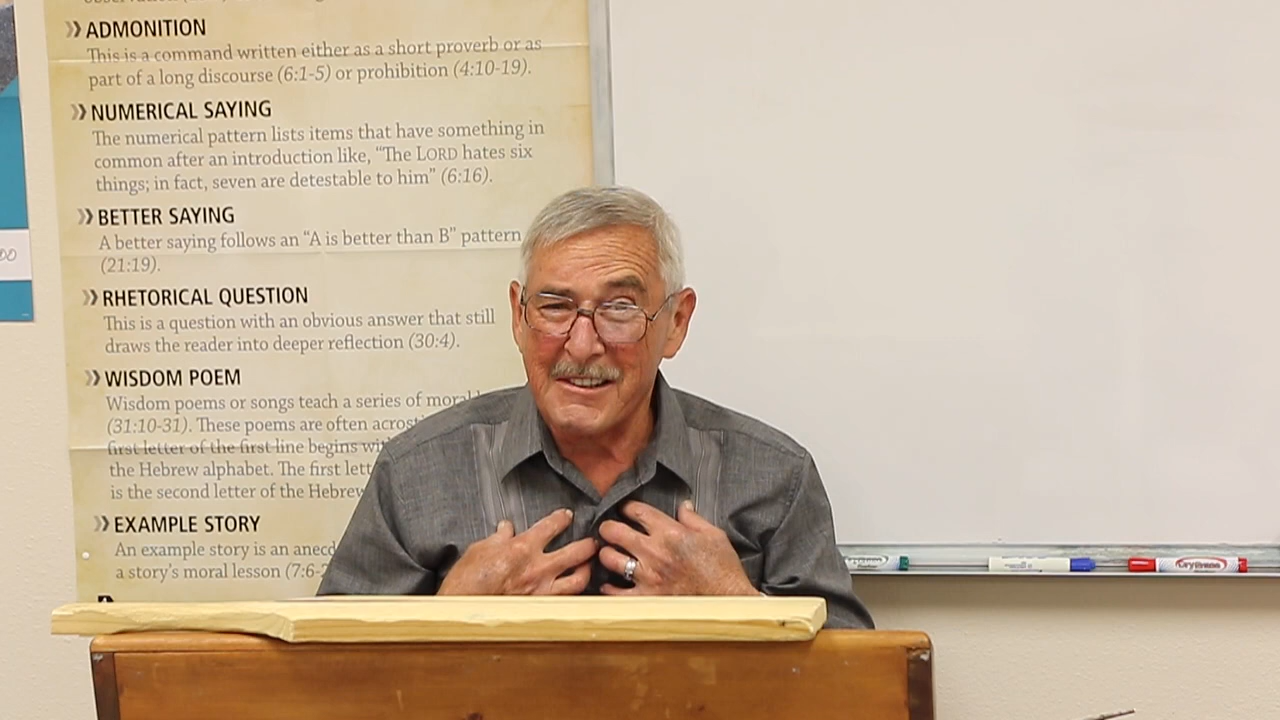 » ADMONITION
This is a command written either as a short proverb or as
part of a long discourse (6:1-5) or prohibition (4:10-19).
» NUMERICAL SAYING
The numerical pattern lists items that have something in
common after an introduction like, “The LORD hates six
things; in fact, seven are detestable to him” (6:16).
» BETTER SAYING
A better saying follows an “A is better than B” pattern
(21:19).
» RHETORICAL QUESTION
This is a question with an obvious answer that still
draws the reader into deeper reflection (30:4).
» WISDOM POEM
Wisdom poems or songs teach a series of moral
(31:10-31). These poems are often
first letter of the first line begins
the Hebrew alphabet. The first
is the second letter of the Hebrew
» EXAMPLE STORY
An example story is an
a story’s moral lesson